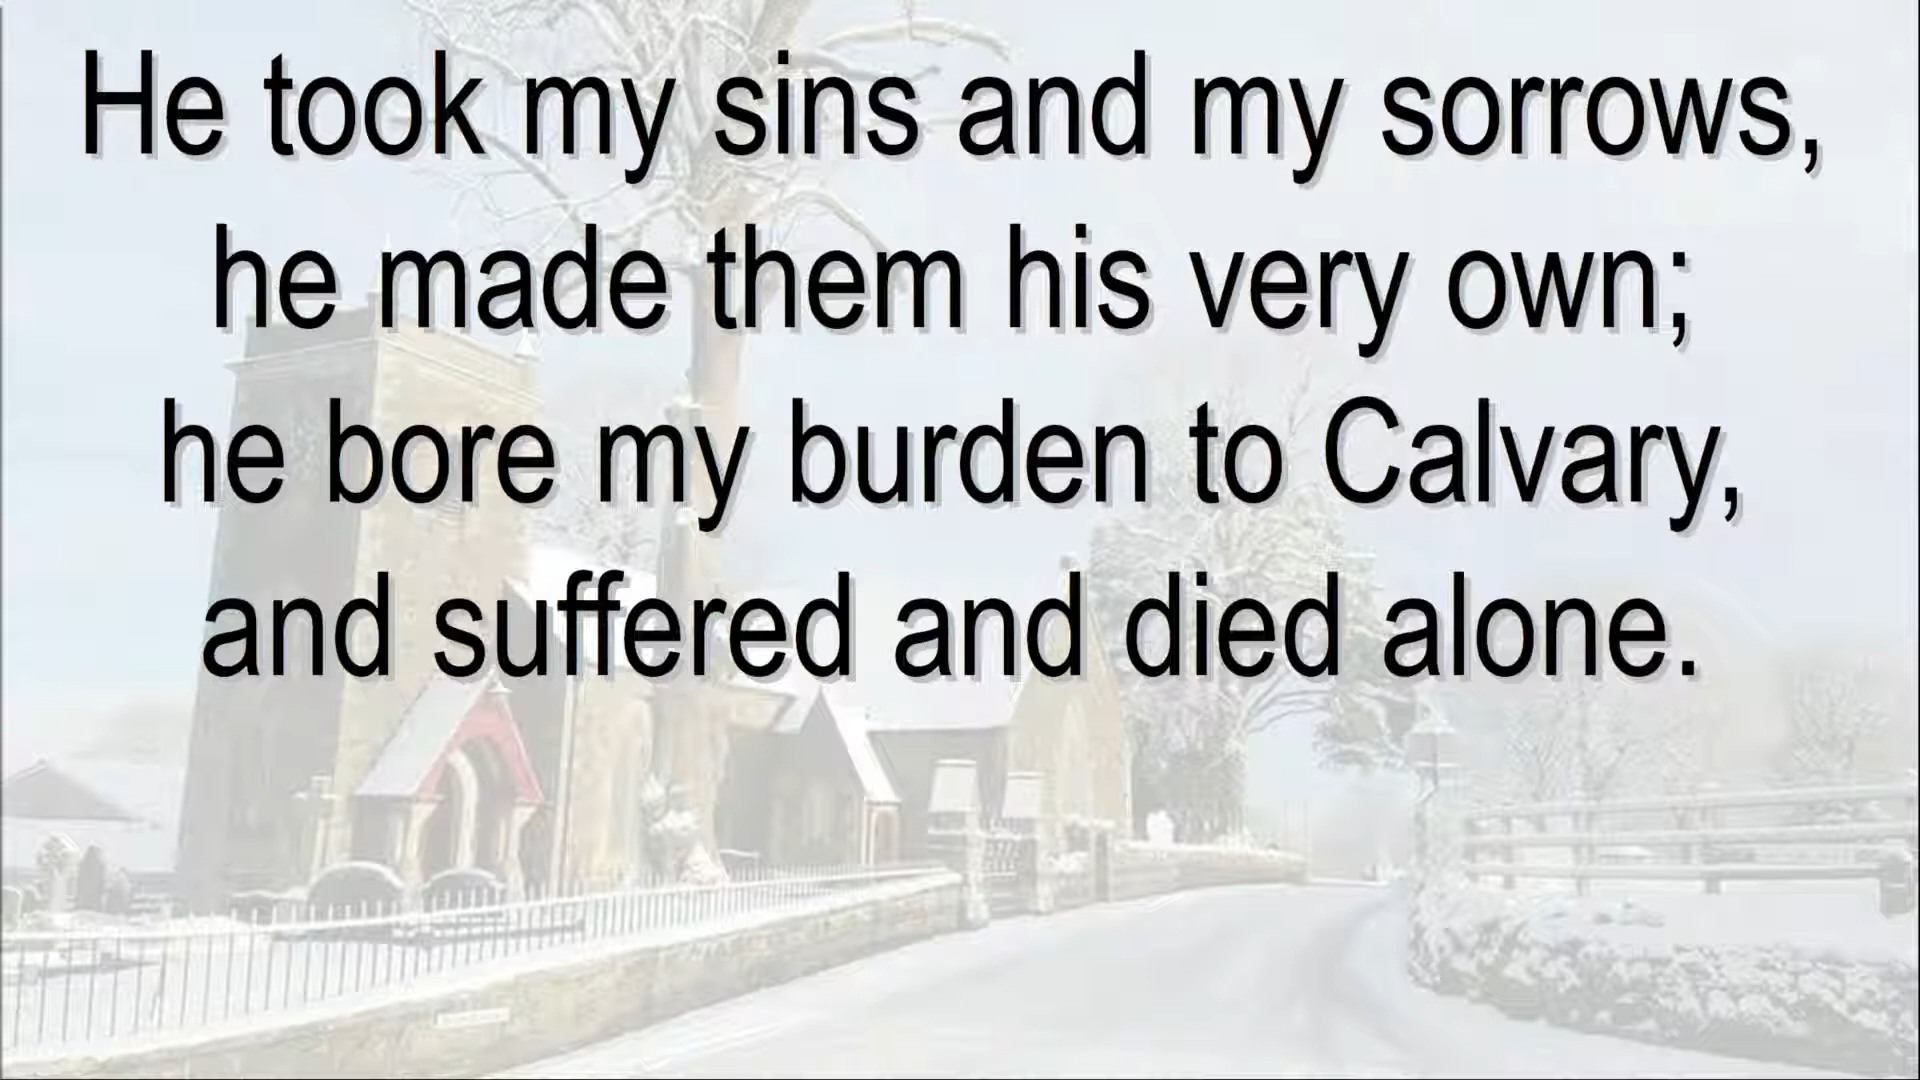 He took my sins and my sorrows,
he made them his very own;
he bore my burden to Calvary,
and suffered and died alone.